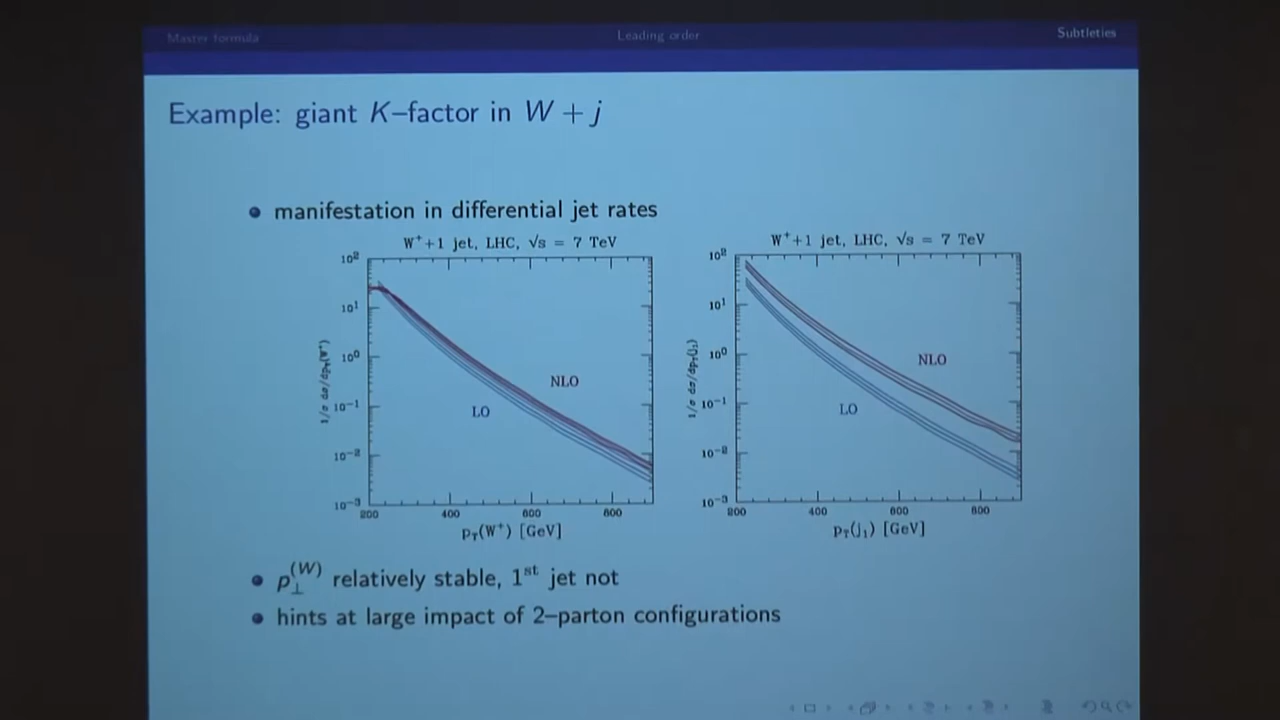 Master formula
Leading order
Subtleties
Example: giant K–factor in W + j
• manifestation in differential jet rates
W⁺+1 jet, LHC, √s = 7 TeV
10²
10¹
10⁰
10⁻¹
10⁻²
10⁻³
1/σ dσ/dp_T(W⁺)
NLO
LO
200 400 600 800
p_T(W⁺) [GeV]
W⁺+1 jet, LHC, √s = 7 TeV
10²
10¹
10⁰
10⁻¹
10⁻²
10⁻³
1/σ dσ/dp_T(j₁)
NLO
LO
200 400 600 800
p_T(j₁) [GeV]
• p_⊥^(W) relatively stable, 1ˢᵗ jet not
• hints at large impact of 2–parton configurations